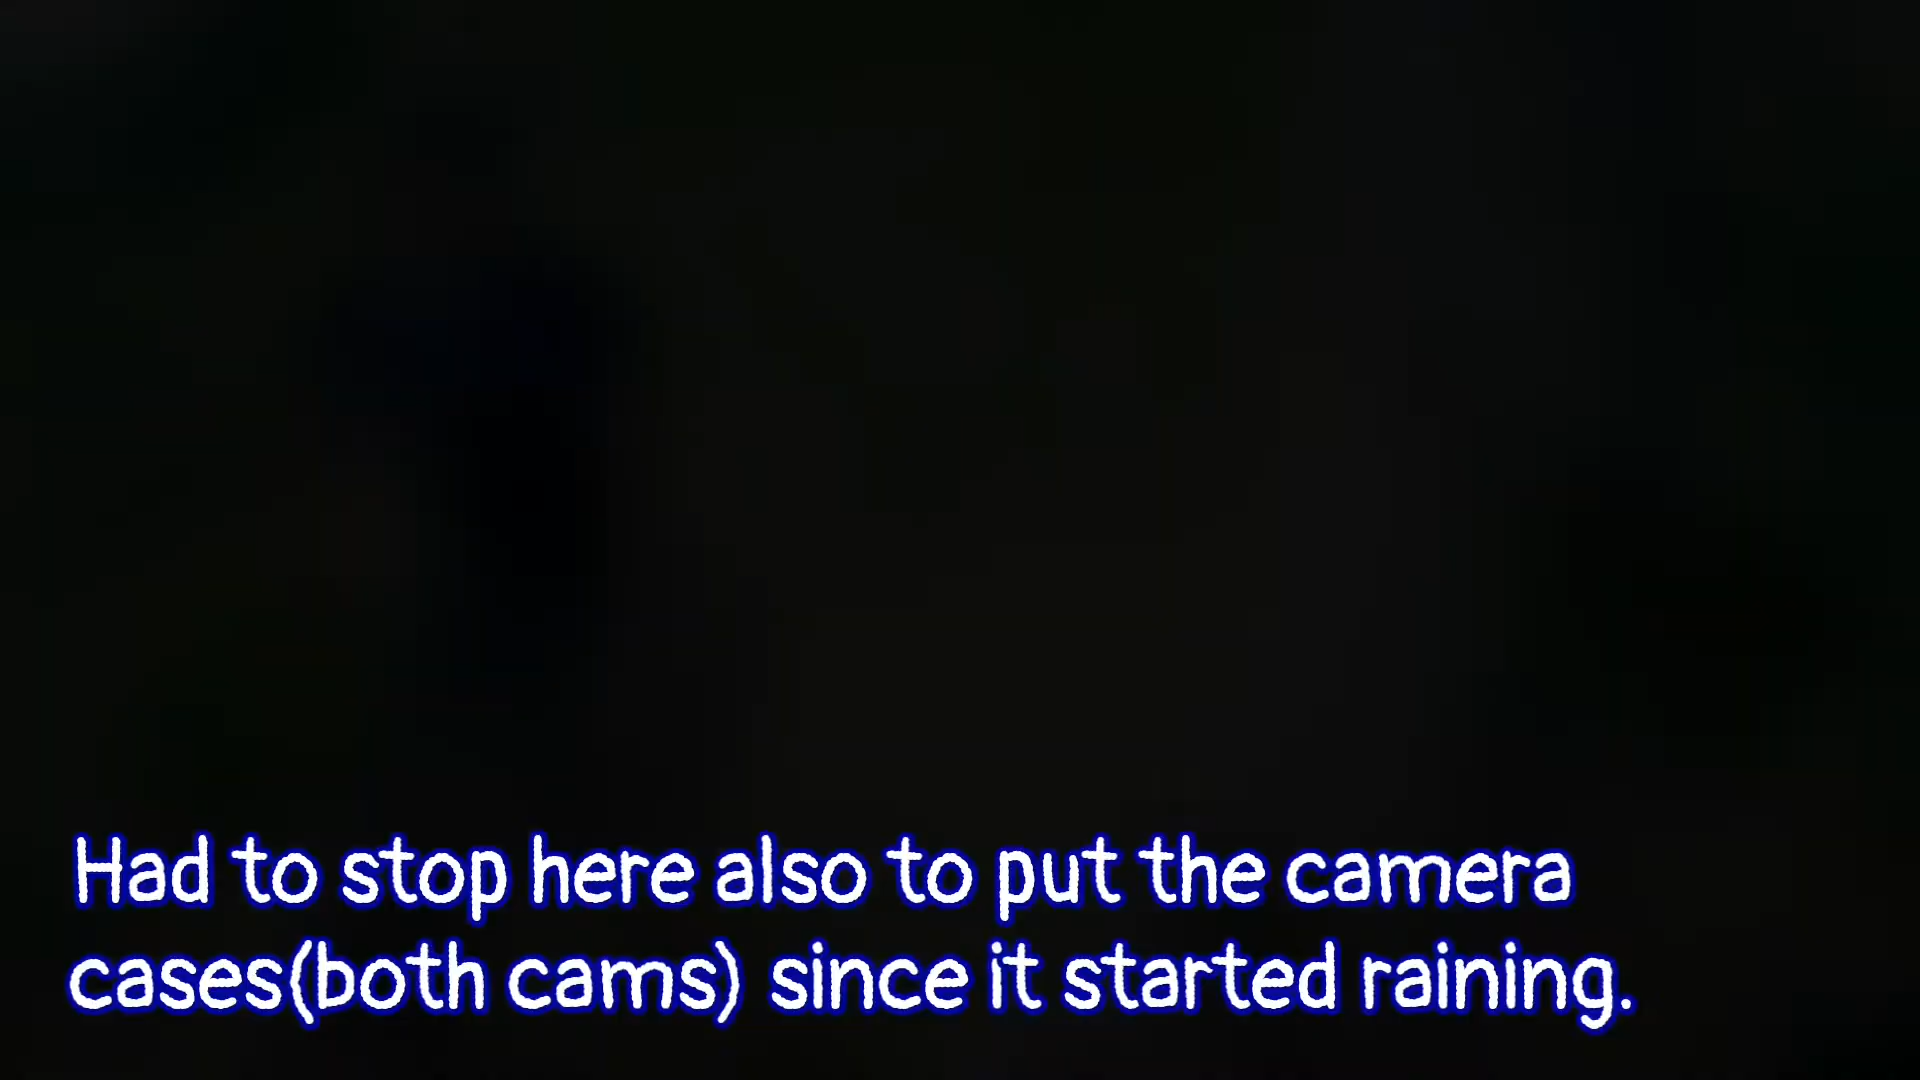 Had to stop here also to put the camera
cases(both cams) since it started raining.